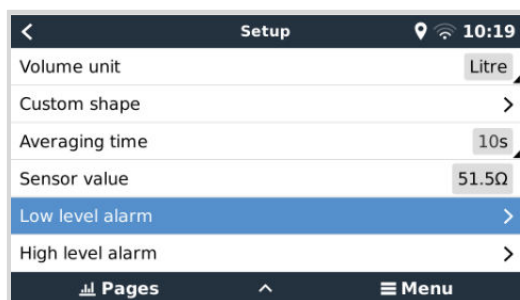 Setup 10:19
Volume unit Litre
Custom shape
Averaging time 10s
Sensor value 51.5Ω
Low level alarm
High level alarm
Pages Menu